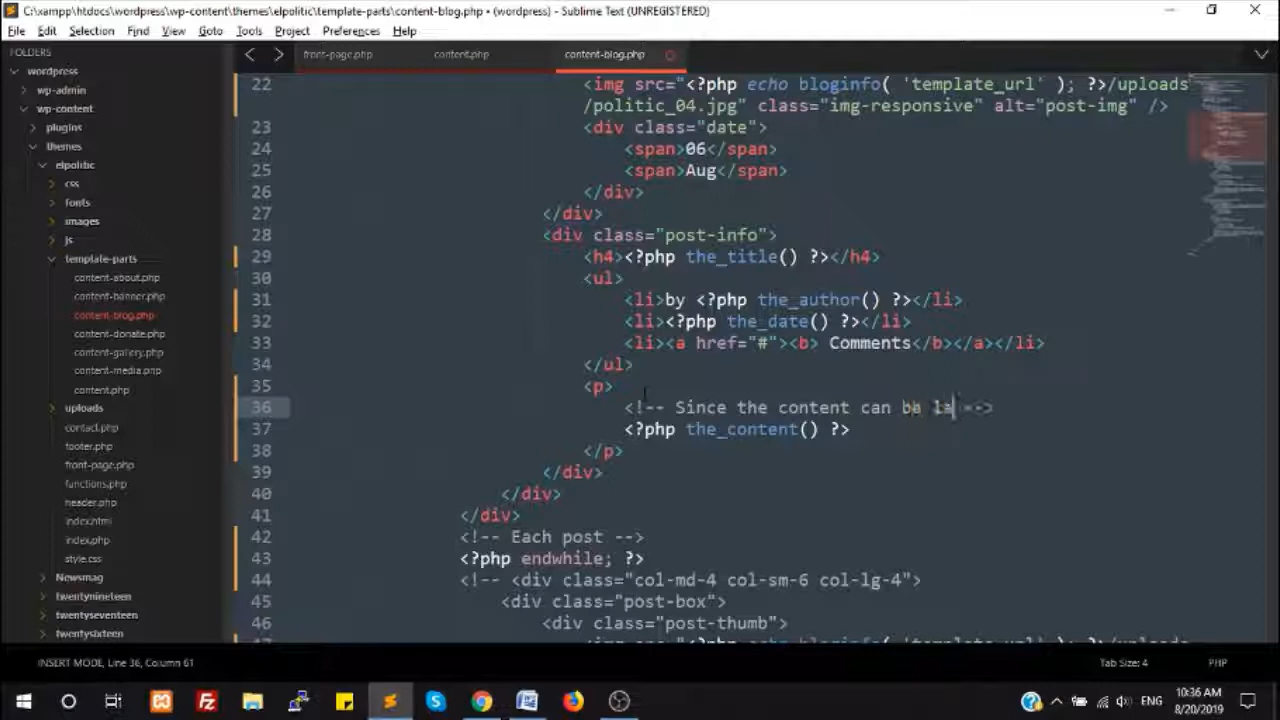 C:\xampp\htdocs\wordpress\wp-content\themes\elpolitic\template-parts\content-blog.php • (wordpress) - Sublime Text (UNREGISTERED)
File Edit Selection Find View Goto Tools Project Preferences Help
FOLDERS
wordpress
wp-admin
wp-content
plugins
themes
elpolitic
css
fonts
images
js
template-parts
content-about.php
content-banner.php
content-blog.php
content-donate.php
content-gallery.php
content-media.php
content.php
uploads
contact.php
footer.php
front-page.php
functions.php
header.php
index.html
index.php
style.css
Newsmag
twentynineteen
twentyseventeen
twentysixteen
front-page.php content.php content-blog.php
22 <img src="<?php echo bloginfo( 'template_url' ); ?>/uploads
/politic_04.jpg" class="img-responsive" alt="post-img" />
23 <div class="date">
24 <span>06</span>
25 <span>Aug</span>
26 </div>
27 </div>
28 <div class="post-info">
29 <h4><?php the_title() ?></h4>
30 <ul>
31 <li>by <?php the_author() ?></li>
32 <li><?php the_date() ?></li>
33 <li><a href="#"><b> Comments</b></a></li>
34 </ul>
35 <p>
36 <!-- Since the content can be la -->
37 <?php the_content() ?>
38 </p>
39 </div>
40 </div>
41 </div>
42 <!-- Each post -->
43 <?php endwhile; ?>
44 <!-- <div class="col-md-4 col-sm-6 col-lg-4">
45 <div class="post-box">
46 <div class="post-thumb">
INSERT MODE, Line 36, Column 61 Tab Size: 4 PHP
ENG
10:36 AM
8/20/2019